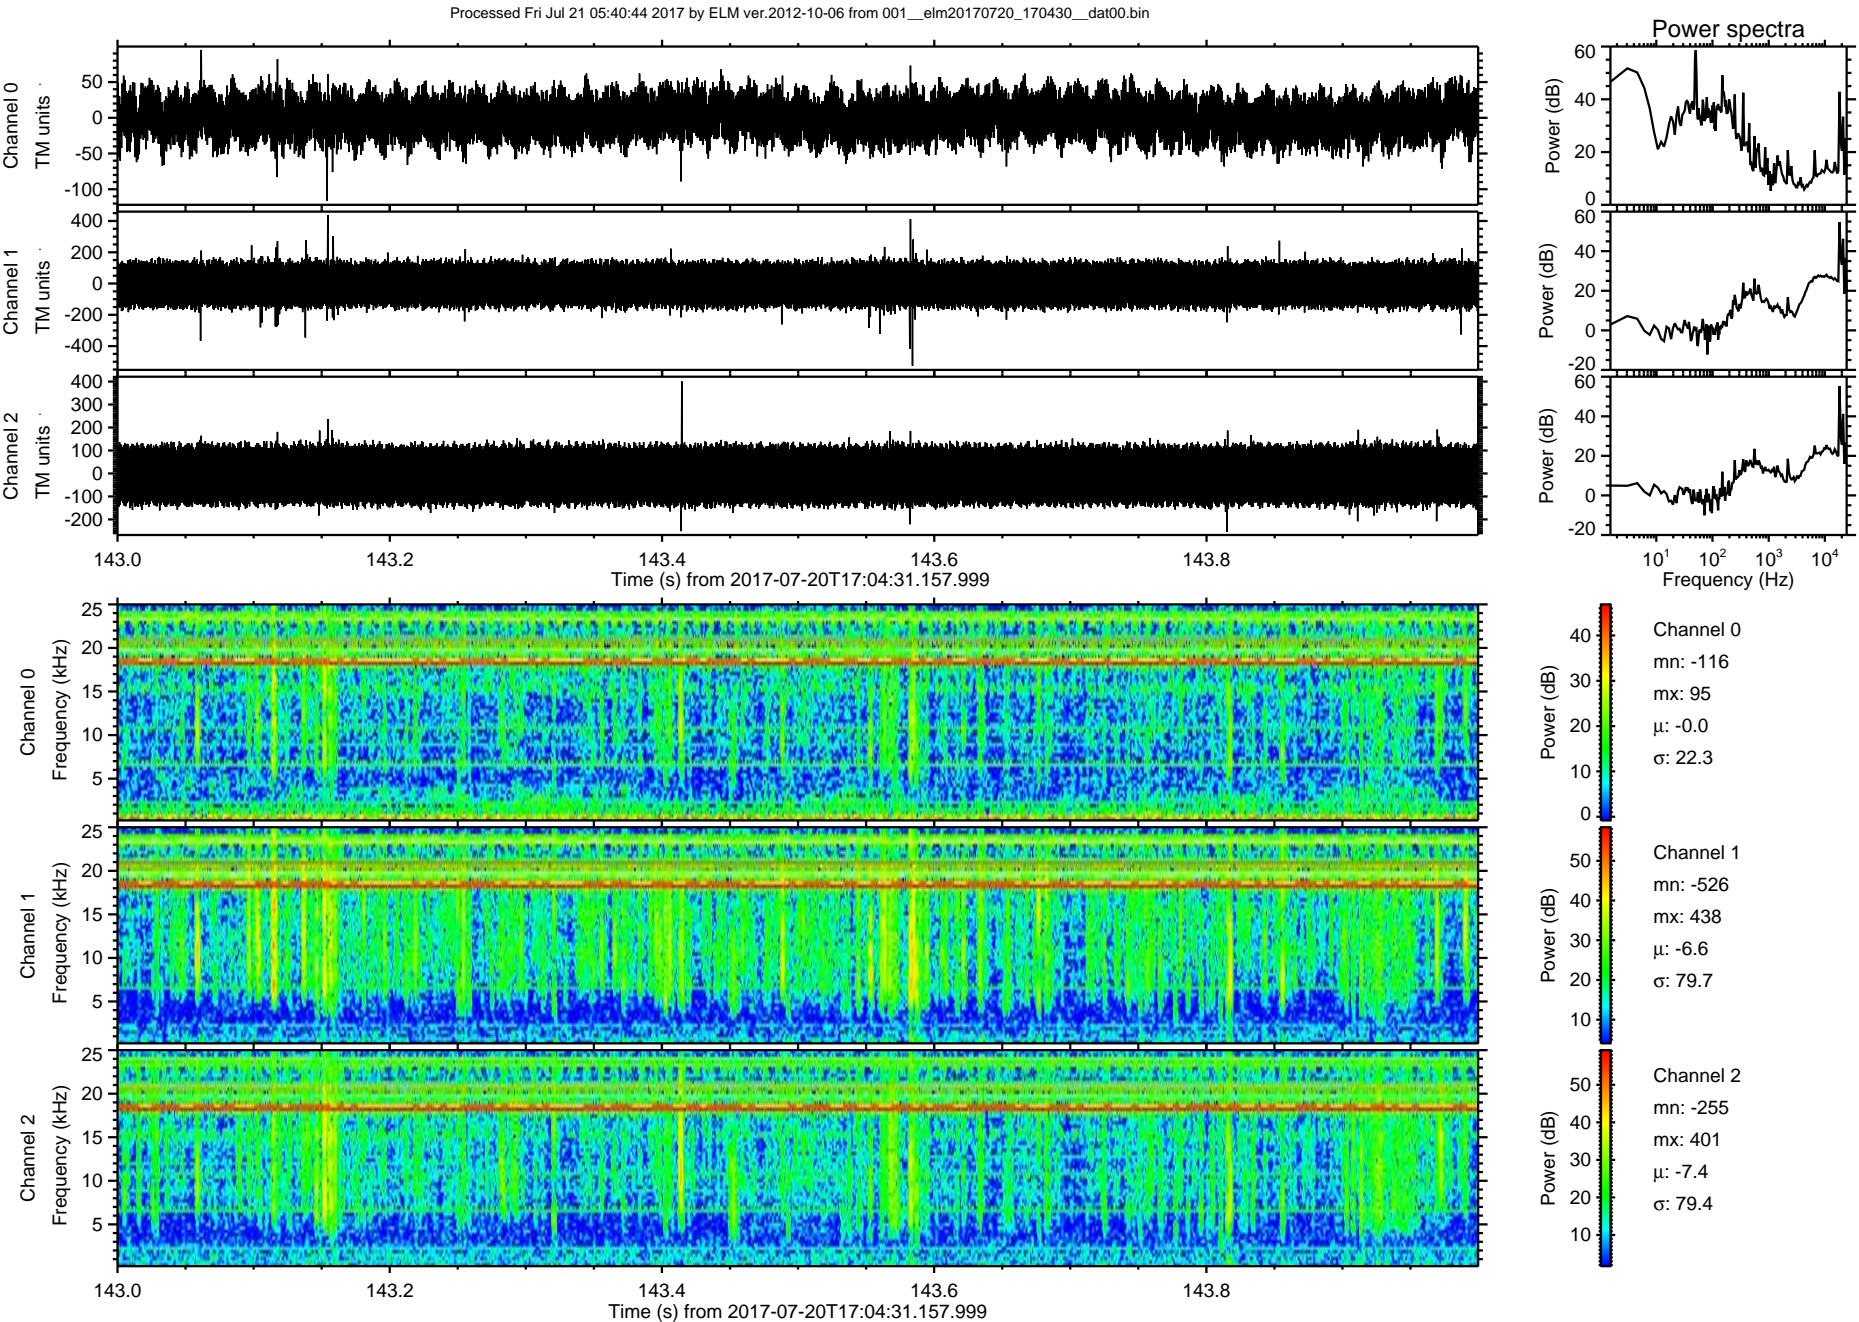 Processed Fri Jul 21 05:40:44 2017 by ELM ver.2012-10-06 from 001__elm20170720_170430__dat00.bin
Power spectra
Channel 0
TM units
50
0
-50
-100
Power (dB)
60
40
20
0
Channel 1
TM units
400
200
0
-200
-400
Power (dB)
60
40
20
0
-20
Channel 2
TM units
400
300
200
100
0
-100
-200
Power (dB)
60
40
20
0
-20
143.0 143.2 143.4 143.6 143.8
Time (s) from 2017-07-20T17:04:31.157.999
10¹ 10² 10³ 10⁴
Frequency (Hz)
Channel 0
Frequency (kHz)
25
20
15
10
5
Power (dB)
40
30
20
10
0
Channel 0
mn: -116
mx: 95
μ: -0.0
σ: 22.3
Channel 1
Frequency (kHz)
25
20
15
10
5
Power (dB)
50
40
30
20
10
Channel 1
mn: -526
mx: 438
μ: -6.6
σ: 79.7
Channel 2
Frequency (kHz)
25
20
15
10
5
Power (dB)
50
40
30
20
10
Channel 2
mn: -255
mx: 401
μ: -7.4
σ: 79.4
143.0 143.2 143.4 143.6 143.8
Time (s) from 2017-07-20T17:04:31.157.999